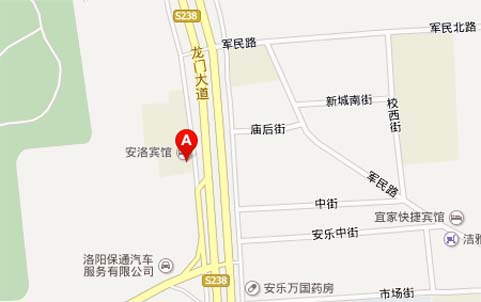 S238
军民北路
军民路
龙门大道
新城南街
校西街
庙后街
A
安洛宾馆
军民路
中街
宜家快捷宾馆
安乐中街
洁雅
洛阳保通汽车
服务有限公司
S238
安乐万国药房
市场街